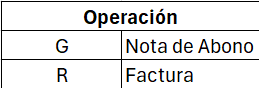 Operación
G Nota de Abono
R Factura